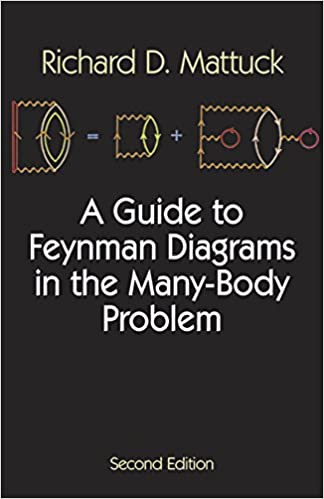 Richard D. Mattuck
= +
A Guide to
Feynman Diagrams
in the Many-Body
Problem
Second Edition